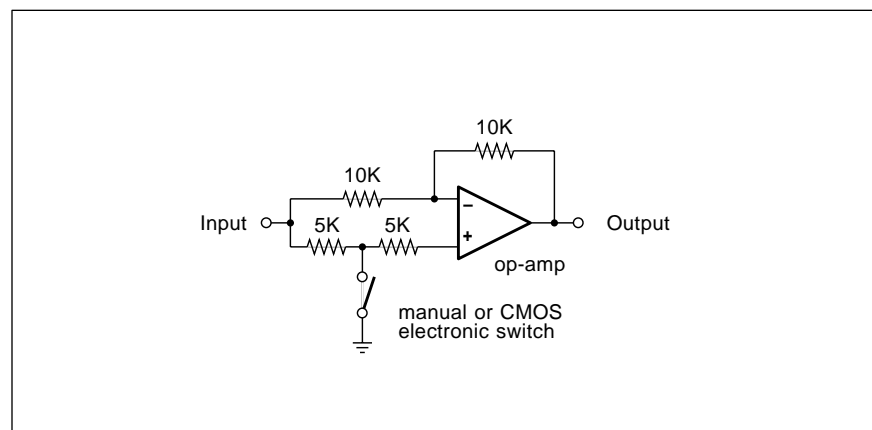 10K
10K
Input
5K
5K
−
+
Output
op-amp
manual or CMOS
electronic switch